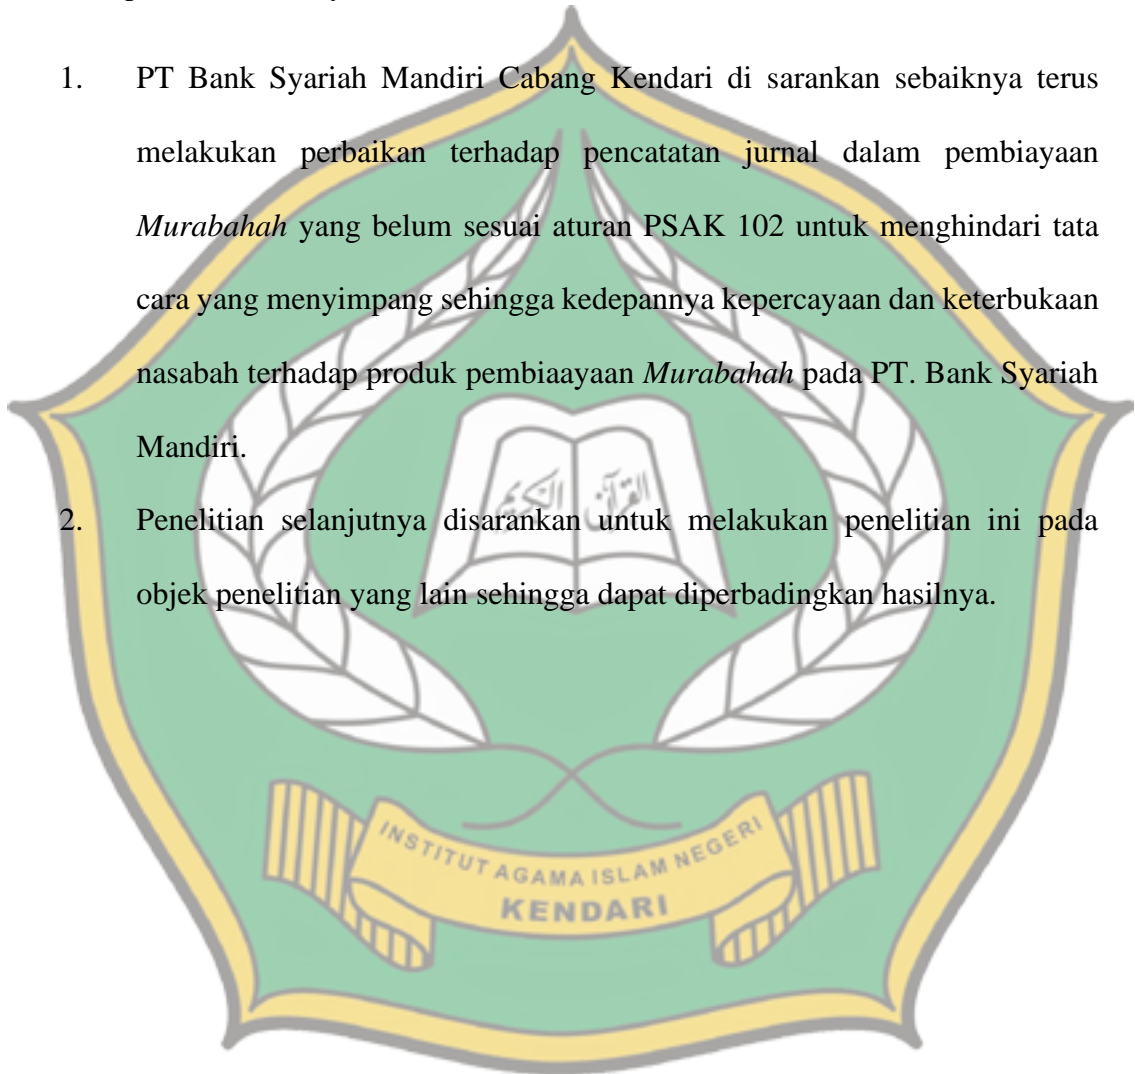 1. PT Bank Syariah Mandiri Cabang Kendari di sarankan sebaiknya terus
melakukan perbaikan terhadap pencatatan jurnal dalam pembiayaan
Murabahah yang belum sesuai aturan PSAK 102 untuk menghindari tata
cara yang menyimpang sehingga kedepannya kepercayaan dan keterbukaan
nasabah terhadap produk pembiaayaan Murabahah pada PT. Bank Syariah
Mandiri.
القرآن الكريم
2. Penelitian selanjutnya disarankan untuk melakukan penelitian ini pada
objek penelitian yang lain sehingga dapat diperbadingkan hasilnya.
INSTITUT AGAMA ISLAM NEGERI
KENDARI